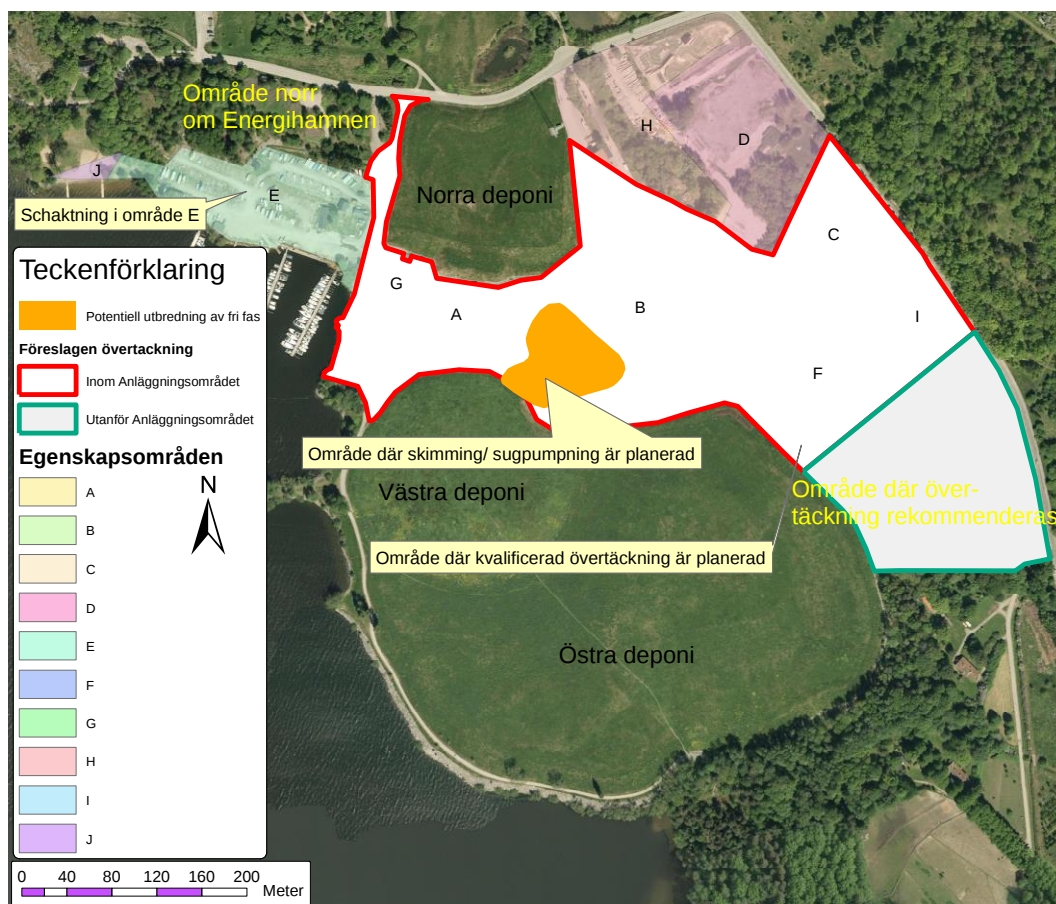 Område norr
om Energihamnen
H
D
J
E
Norra deponi
Schaktning i område E
C
Teckenförklaring
G
A
B
I
Potentiell utbredning av fri fas
Föreslagen övertackning
Inom Anläggningsområdet
F
Utanför Anläggningsområdet
Egenskapsområden
Område där skimming/ sugpumpning är planerad
Västra deponi
Område där över-
täckning rekommenderas
Område där kvalificerad övertäckning är planerad
Östra deponi
N
A
B
C
D
E
F
G
H
I
J
0 40 80 120 160 200
Meter